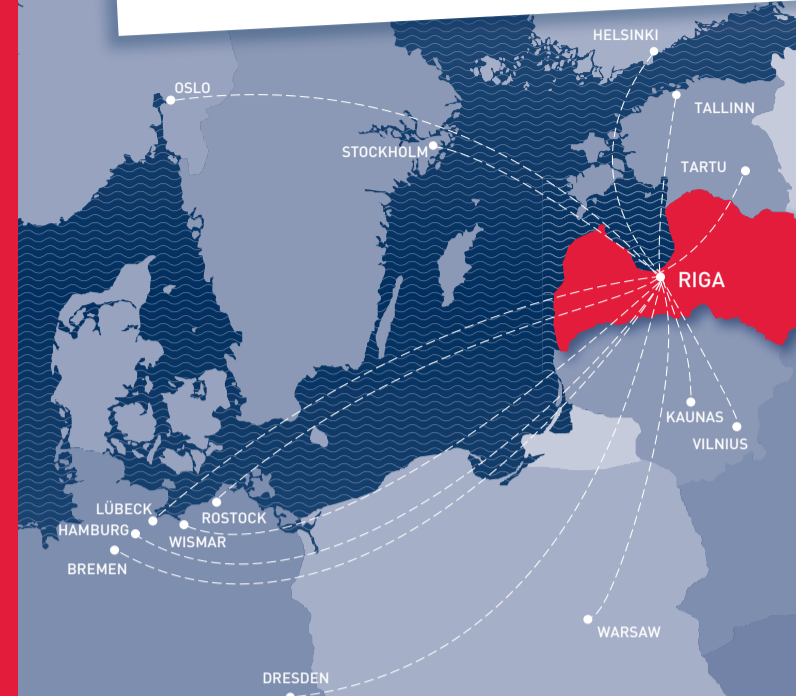 HELSINKI
OSLO
TALLINN
STOCKHOLM
TARTU
RIGA
KAUNAS
VILNIUS
LÜBECK
ROSTOCK
HAMBURG
WISMAR
BREMEN
WARSAW
DRESDEN